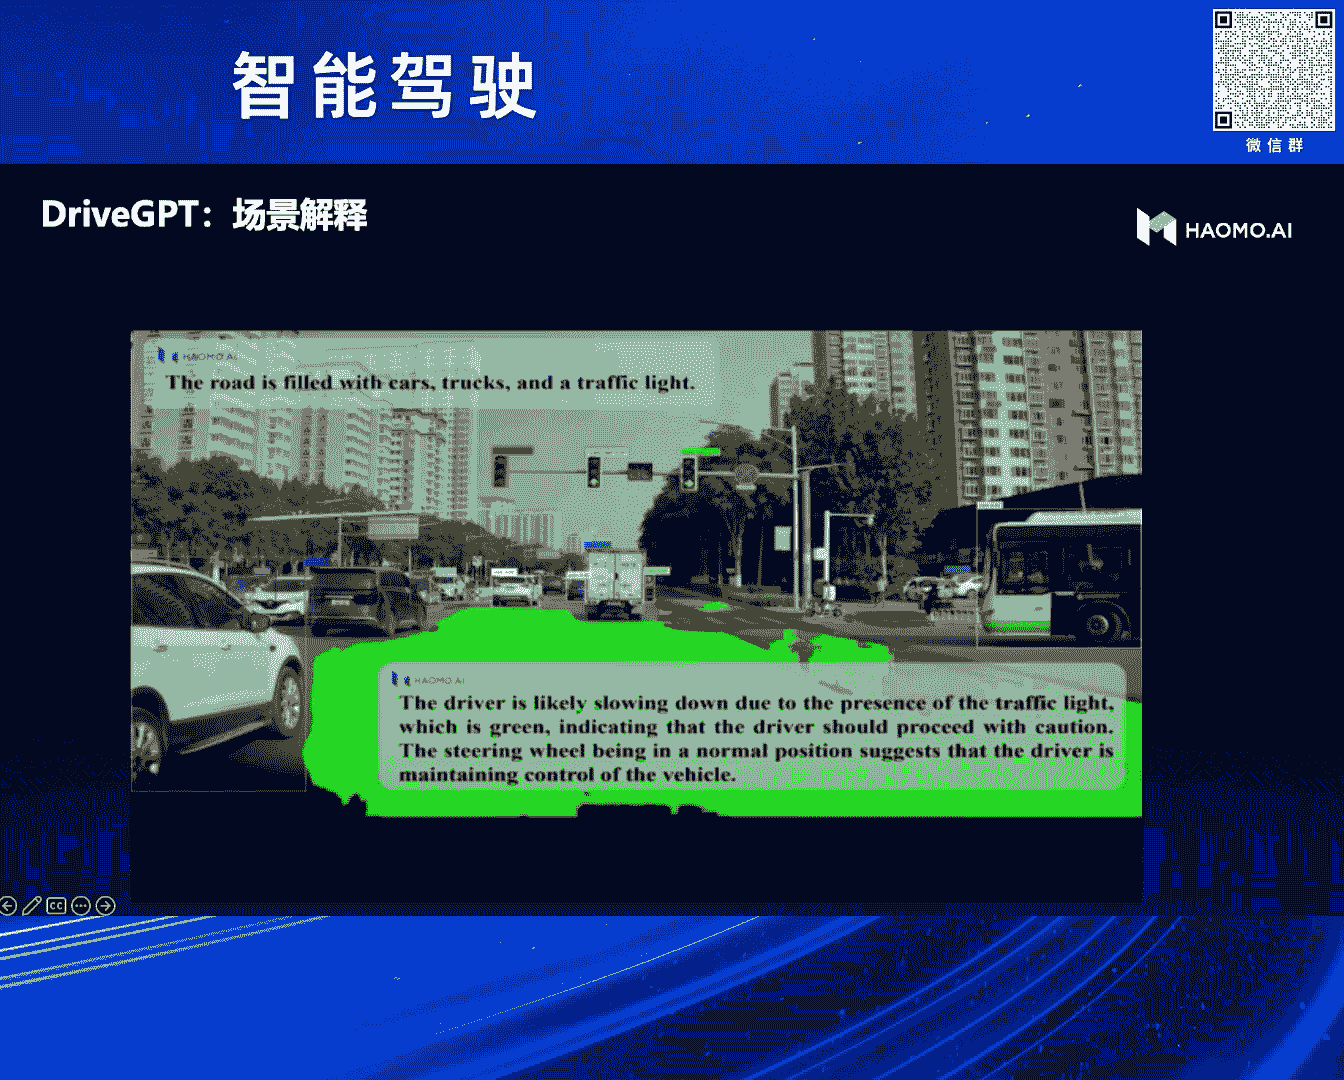 智能驾驶
微信群
DriveGPT：场景解释
HAOMO.AI
HAOMO.AI
The road is filled with cars, trucks, and a traffic light.
HAOMO.AI
The driver is likely slowing down due to the presence of the traffic light,
which is green, indicating that the driver should proceed with caution.
The steering wheel being in a normal position suggests that the driver is
maintaining control of the vehicle.
CC